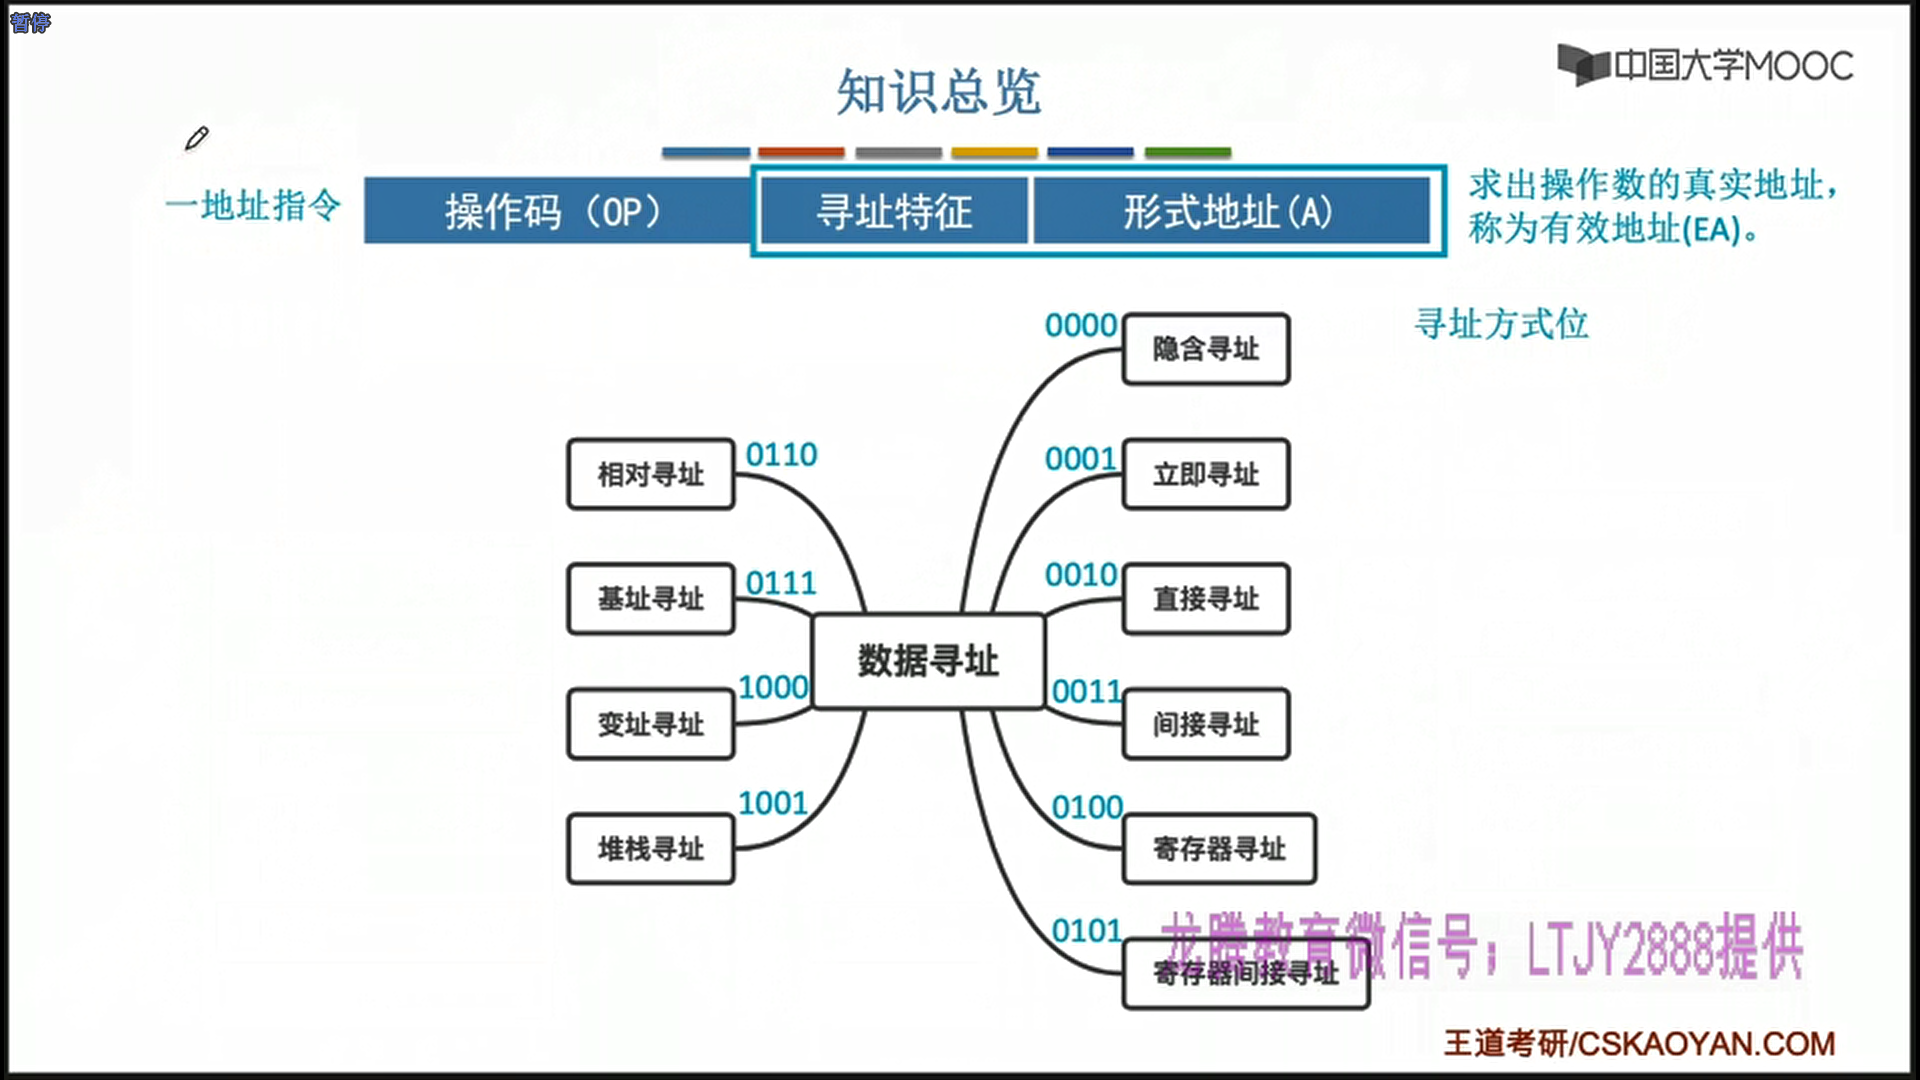 暂停
中国大学MOOC
知识总览
一地址指令
操作码（OP）
寻址特征
形式地址(A)
求出操作数的真实地址，
称为有效地址(EA)。
寻址方式位
0000
隐含寻址
0001
立即寻址
0010
直接寻址
0011
间接寻址
0100
寄存器寻址
0101
寄存器间接寻址
0110
相对寻址
0111
基址寻址
1000
变址寻址
1001
堆栈寻址
数据寻址
龙腾教育微信号；LTJY2888提供
王道考研/CSKAOYAN.COM